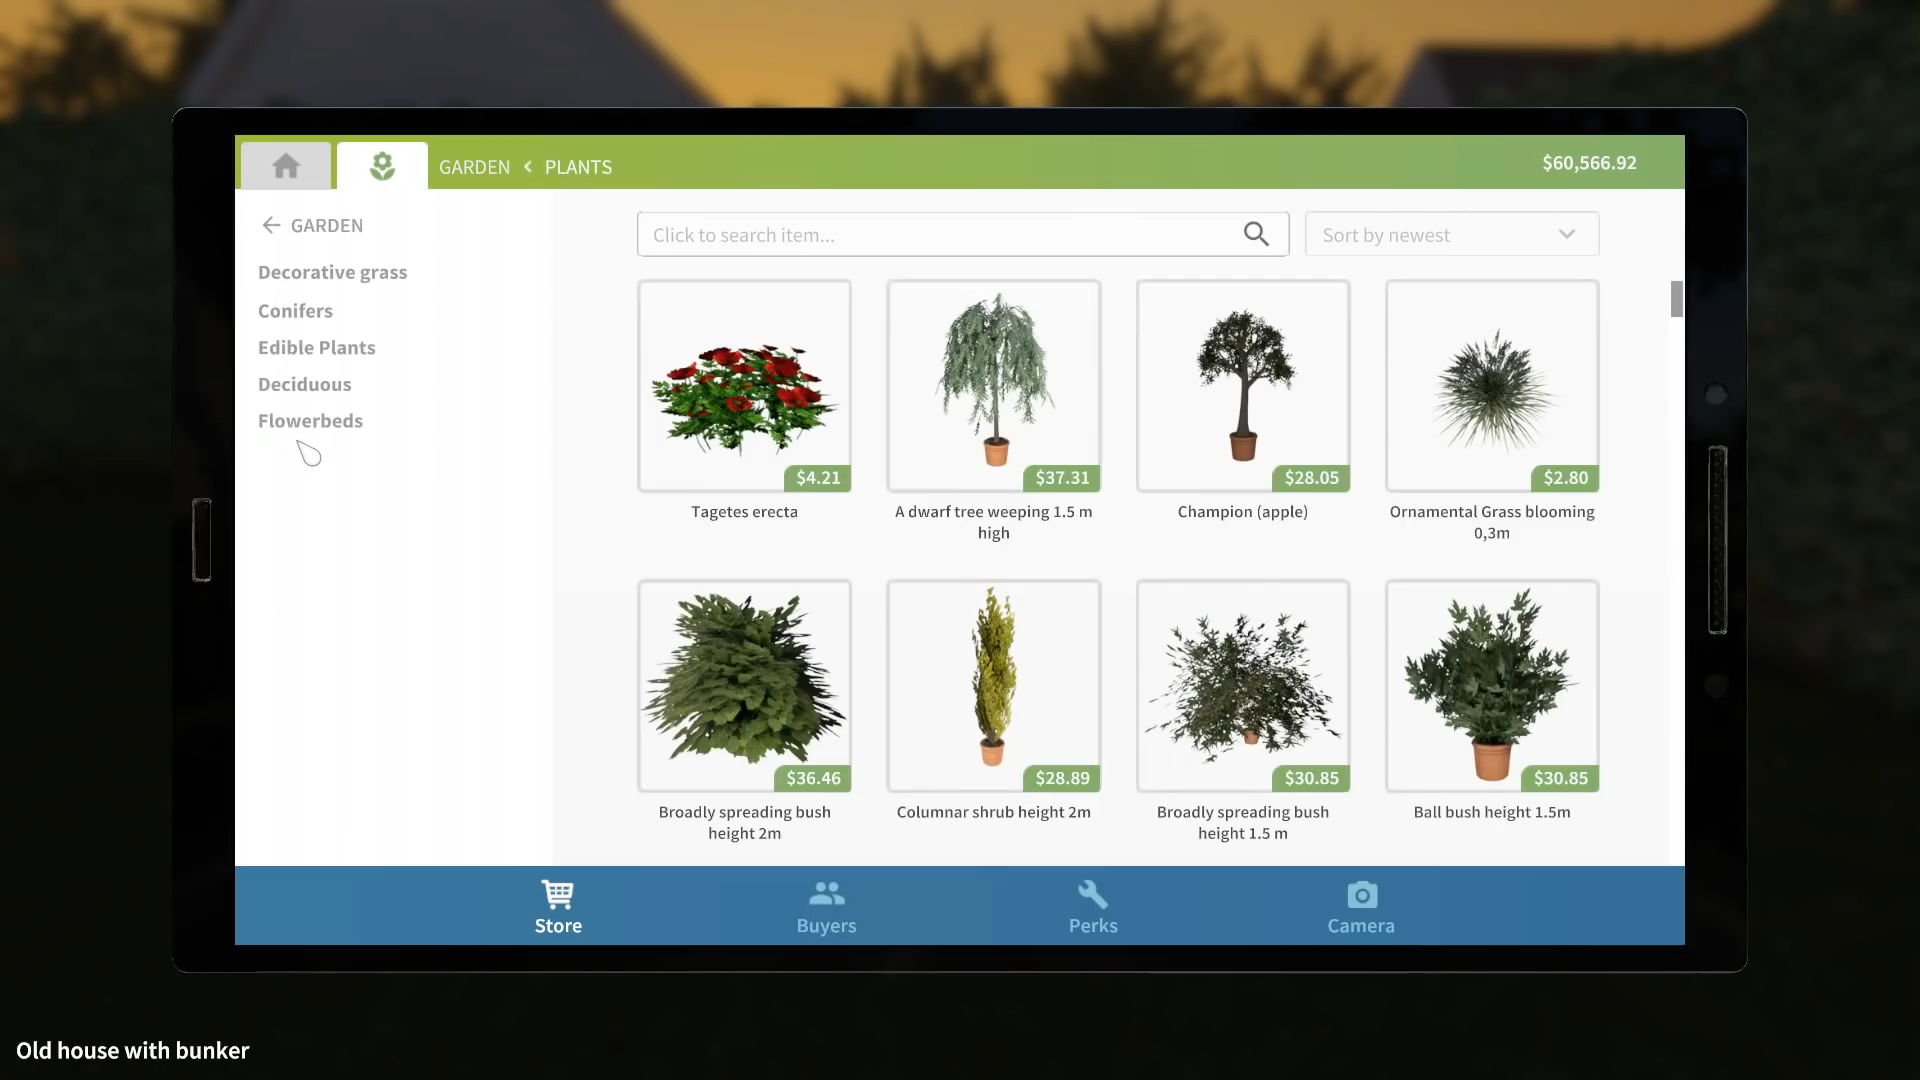 GARDEN < PLANTS
$60,566.92
GARDEN
Decorative grass
Conifers
Edible Plants
Deciduous
Flowerbeds
Click to search item...
Sort by newest
$4.21
$37.31
$28.05
$2.80
Tagetes erecta
A dwarf tree weeping 1.5 m
high
Champion (apple)
Ornamental Grass blooming
0,3m
$36.46
$28.89
$30.85
$30.85
Broadly spreading bush
height 2m
Columnar shrub height 2m
Broadly spreading bush
height 1.5 m
Ball bush height 1.5m
Store
Buyers
Perks
Camera
Old house with bunker